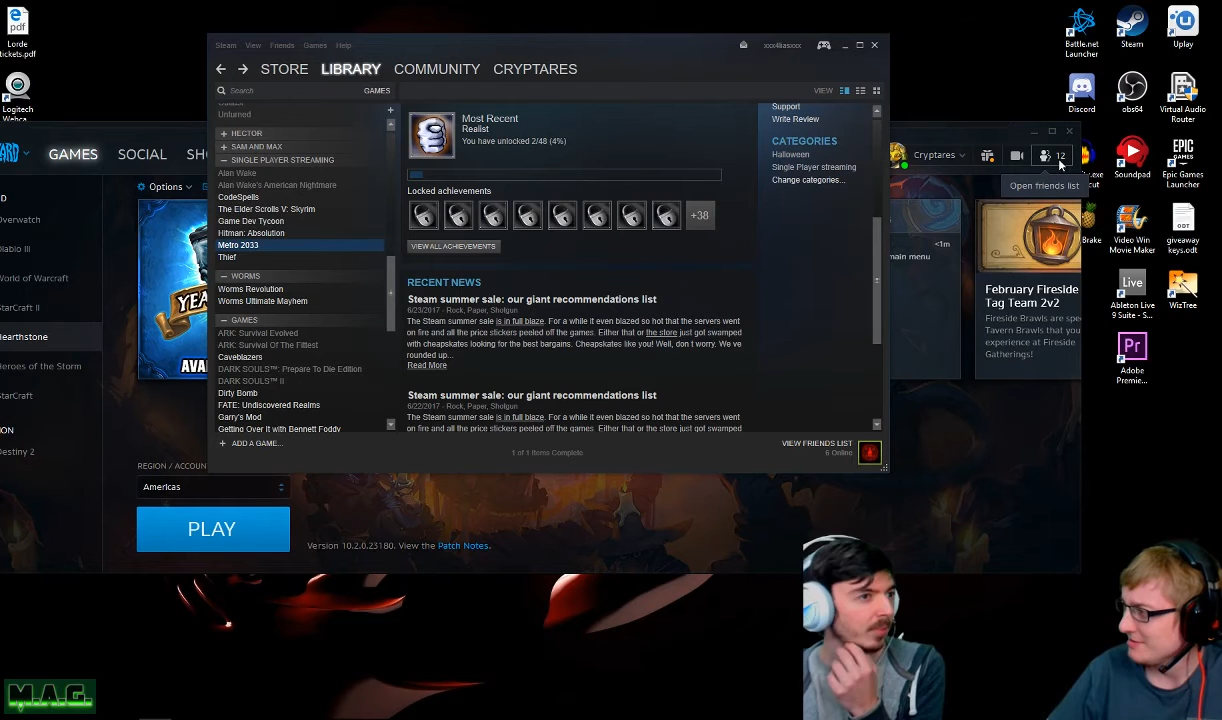 Lorde
tickets.pdf
Logitech
Webca...
Steam View Friends Games Help
xxx4liasxxx
STORE LIBRARY COMMUNITY CRYPTARES
Search GAMES
VIEW
Unturned
HECTOR
SAM AND MAX
SINGLE PLAYER STREAMING
Alan Wake
Alan Wake's American Nightmare
CodeSpells
The Elder Scrolls V: Skyrim
Game Dev Tycoon
Hitman: Absolution
Metro 2033
Thief
WORMS
Worms Revolution
Worms Ultimate Mayhem
GAMES
ARK: Survival Evolved
ARK: Survival Of The Fittest
Caveblazers
DARK SOULS™: Prepare To Die Edition
DARK SOULS™ II
Dirty Bomb
FATE: Undiscovered Realms
Garry's Mod
Getting Over It with Bennett Foddy
ADD A GAME...
Most Recent
Realist
You have unlocked 2/48 (4%)
Locked achievements
+38
VIEW ALL ACHIEVEMENTS
RECENT NEWS
Steam summer sale: our giant recommendations list
6/23/2017 - Rock, Paper, Shotgun
The Steam summer sale is in full blaze. For a while it even blazed so hot that the servers went
on fire and all the price stickers peeled off the games. Either that or the store just got swamped
with cheapskates looking for the best bargains. Cheapskates like you! Well, don t worry. We ve
rounded up...
Read More
Steam summer sale: our giant recommendations list
6/22/2017 - Rock, Paper, Shotgun
The Steam summer sale is in full blaze. For a while it even blazed so hot that the servers went
on fire and all the price stickers peeled off the games. Either that or the store just got swamped
Support
Write Review
CATEGORIES
Halloween
Single Player streaming
Change categories...
1 of 1 Items Complete
VIEW FRIENDS LIST
6 Online
GAMES SOCIAL SH
Options
Overwatch
Diablo III
World of Warcraft
StarCraft II
Hearthstone
Heroes of the Storm
StarCraft
Destiny 2
REGION / ACCOUN
Americas
PLAY
Version 10.2.0.23180. View the Patch Notes.
Cryptares
12
Open friends list
<1m
main menu
February Fireside
Tag Team 2v2
Fireside Brawls are spec
Tavern Brawls that you
experience at Fireside
Gatherings!
Battle.net
Launcher
Steam
Uplay
Discord
obs64
Virtual Audio
Router
Soundpad
Epic Games
Launcher
Video Win
Movie Maker
giveaway
keys.odt
Ableton Live
9 Suite - S...
WizTree
Adobe
Premie...
M.A.G.